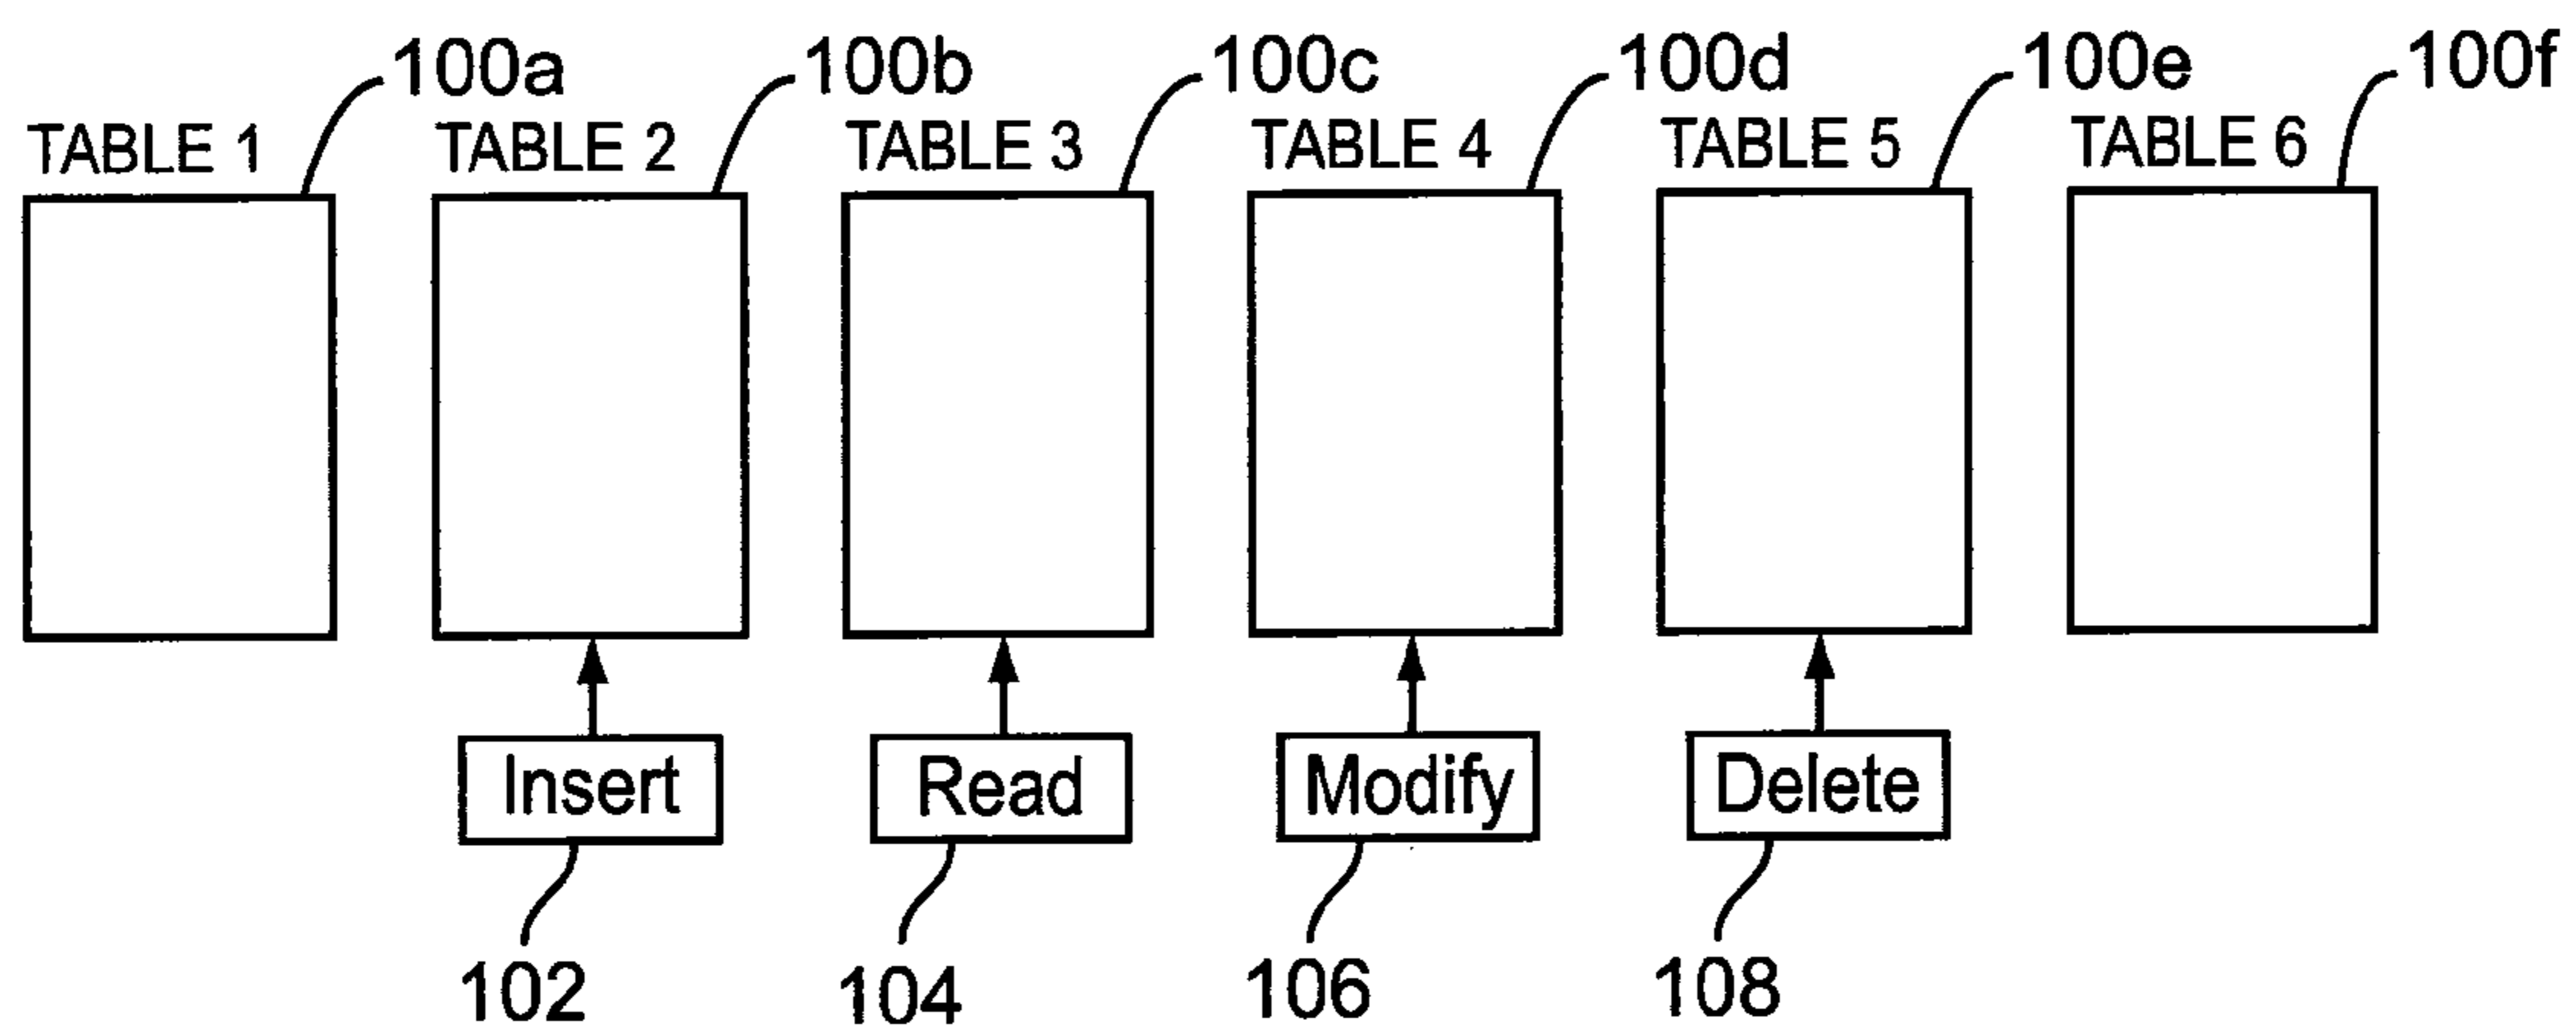 100a 100b 100c 100d 100e 100f
TABLE 1 TABLE 2 TABLE 3 TABLE 4 TABLE 5 TABLE 6
Insert Read Modify Delete
102 104 106 108